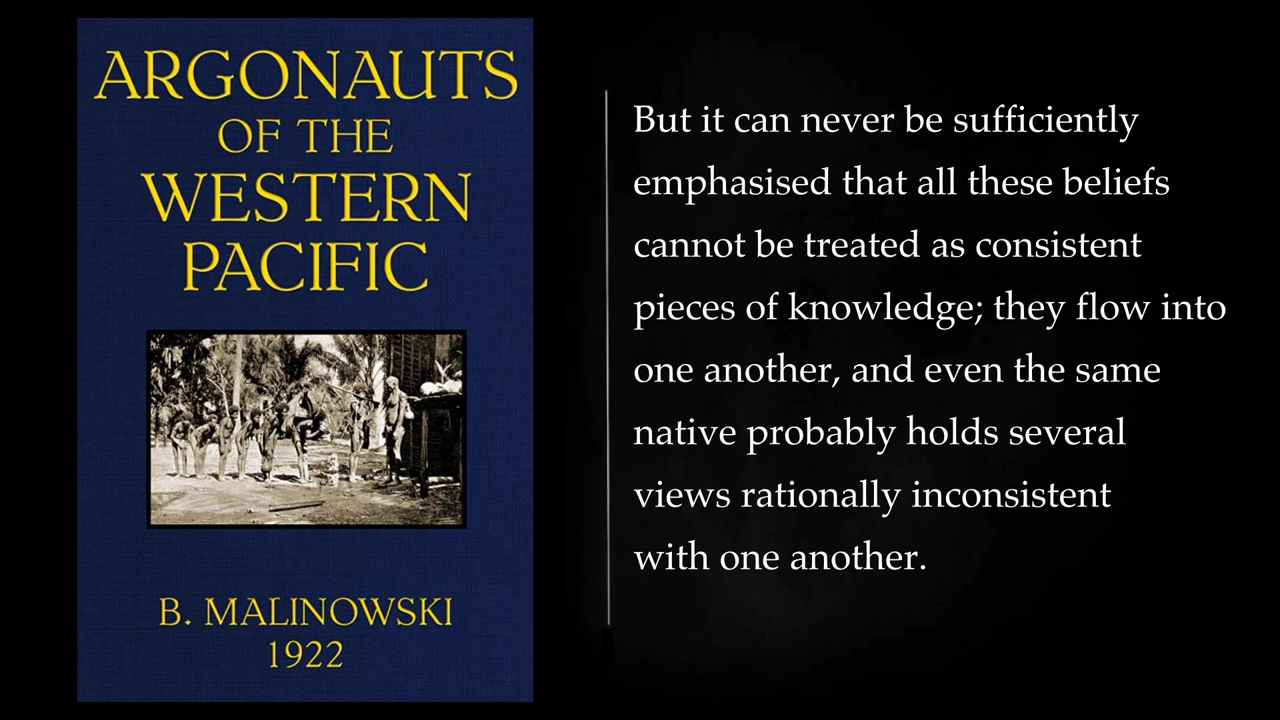 ARGONAUTS
OF THE
WESTERN
PACIFIC
B. MALINOWSKI
1922
But it can never be sufficiently
emphasised that all these beliefs
cannot be treated as consistent
pieces of knowledge; they flow into
one another, and even the same
native probably holds several
views rationally inconsistent
with one another.